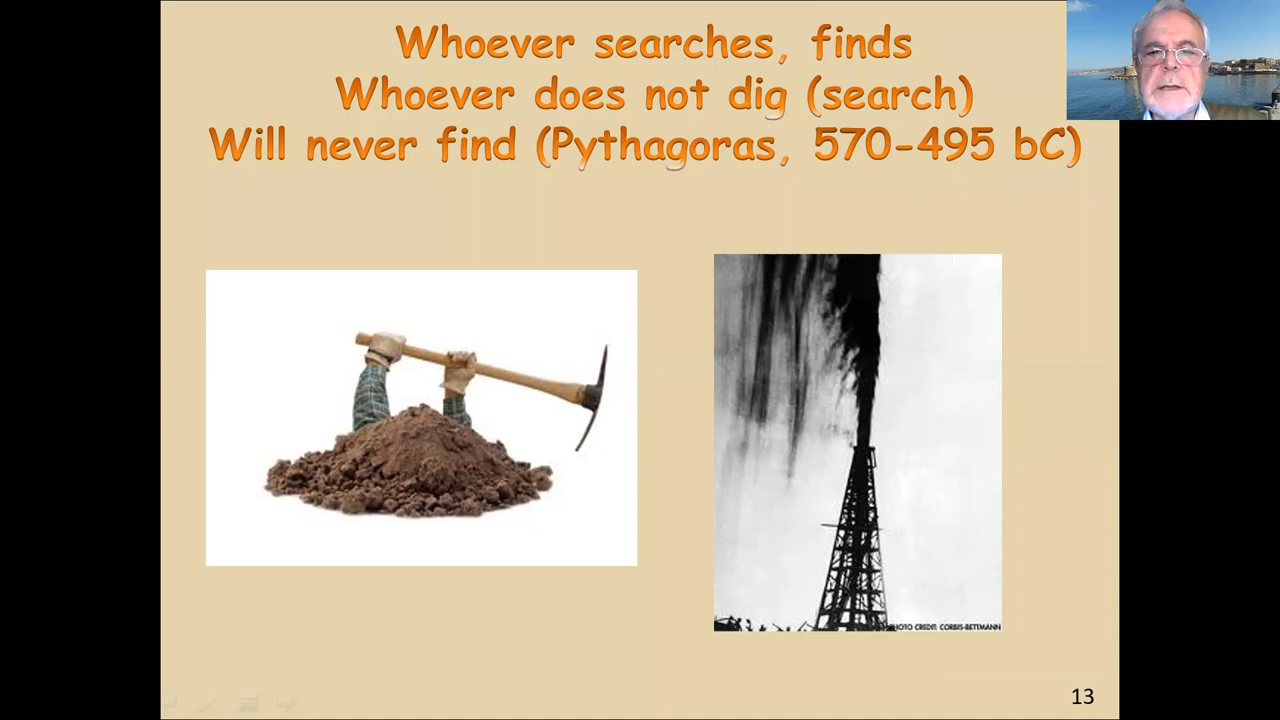 Whoever searches, finds
Whoever does not dig (search)
Will never find (Pythagoras, 570-495 bC)
PHOTO CREDIT: CORBIS-BETTMANN
13